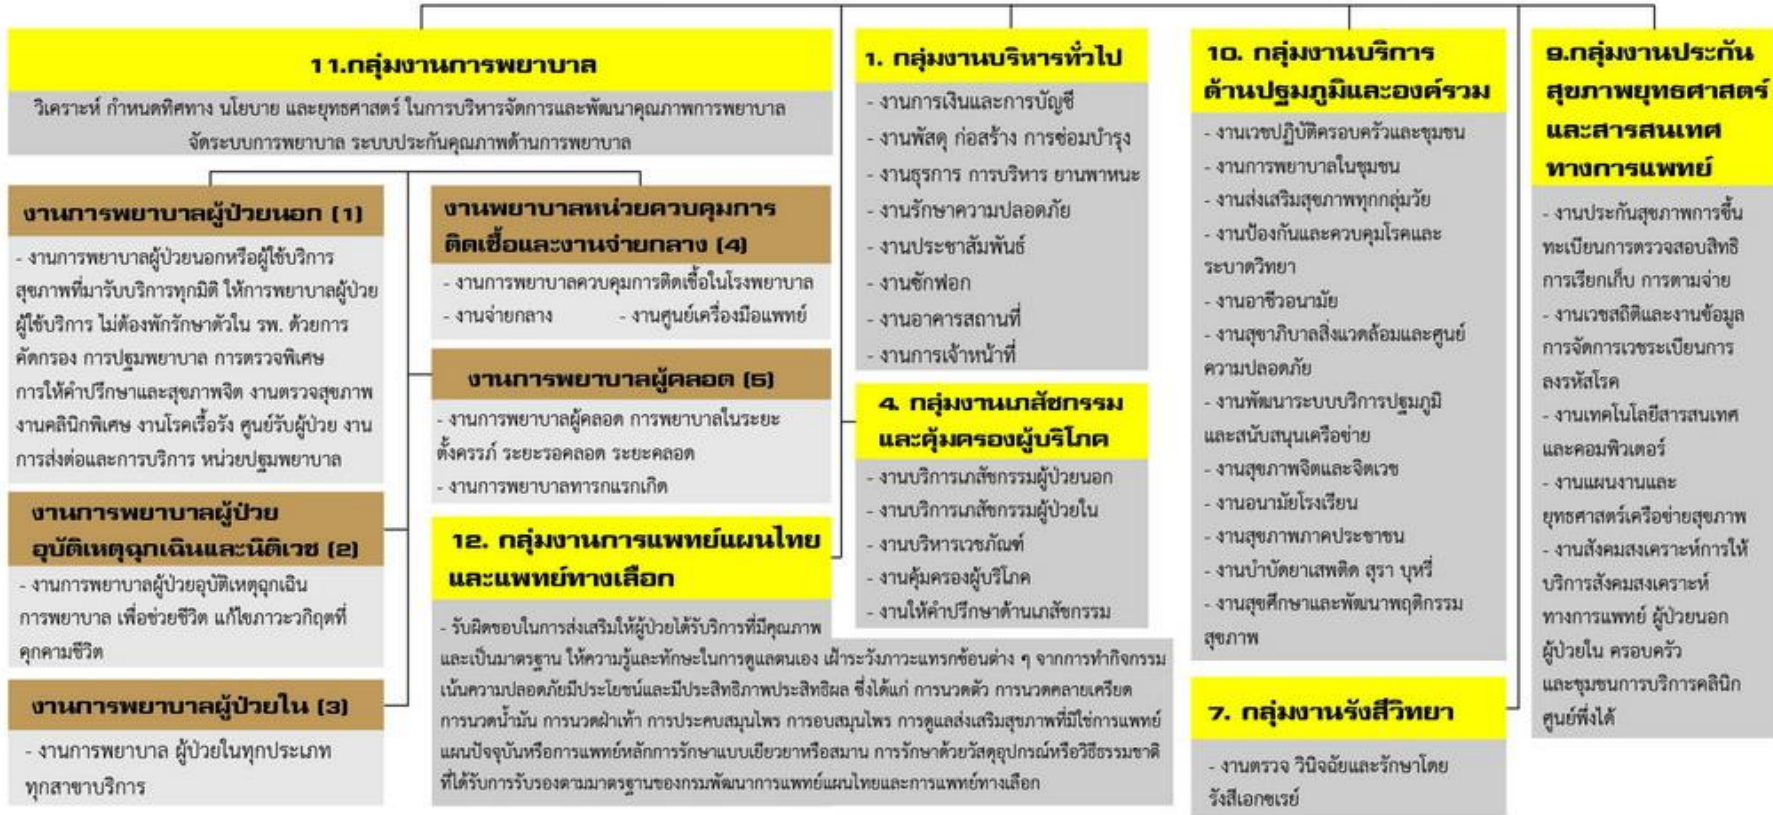 11.กลุ่มงานการพยาบาล
วิเคราะห์ กำหนดทิศทาง นโยบาย และยุทธศาสตร์ ในการบริหารจัดการและพัฒนาคุณภาพการพยาบาล
จัดระบบการพยาบาล ระบบประกันคุณภาพด้านการพยาบาล
งานการพยาบาลผู้ป่วยนอก (1)
- งานการพยาบาลผู้ป่วยนอกหรือผู้ใช้บริการ
สุขภาพที่มารับบริการทุกมิติ ให้การพยาบาลผู้ป่วย
ผู้ใช้บริการ ไม่ต้องพักรักษาตัวใน รพ. ด้วยการ
คัดกรอง การปฐมพยาบาล การตรวจพิเศษ
การให้คำปรึกษาและสุขภาพจิต งานตรวจสุขภาพ
งานคลินิกพิเศษ งานโรคเรื้อรัง ศูนย์รับผู้ป่วย งาน
การส่งต่อและการบริการ หน่วยปฐมพยาบาล
งานการพยาบาลผู้ป่วย
อุบัติเหตุฉุกเฉินและนิติเวช (2)
- งานการพยาบาลผู้ป่วยอุบัติเหตุฉุกเฉิน
การพยาบาล เพื่อช่วยชีวิต แก้ไขภาวะวกิฤตที่
คุกคามชีวิต
งานการพยาบาลผู้ป่วยใน (3)
- งานการพยาบาล ผู้ป่วยในทุกประเภท
ทุกสาขาบริการ
งานพยาบาลหน่วยควบคุมการ
ติดเชื้อและงานจ่ายกลาง (4)
- งานการพยาบาลควบคุมการติดเชื้อในโรงพยาบาล
- งานจ่ายกลาง - งานศูนย์เครื่องมือแพทย์
งานการพยาบาลผู้คลอด (5)
- งานการพยาบาลผู้คลอด การพยาบาลในระยะ
ตั้งครรภ์ ระยะรอคลอด ระยะคลอด
- งานการพยาบาลทารกแรกเกิด
12. กลุ่มงานการแพทย์แผนไทย
และแพทย์ทางเลือก
- รับผิดชอบในการส่งเสริมให้ผู้ป่วยได้รับริการที่มีคุณภาพ
และเป็นมาตรฐาน ให้ความรู้และทักษะในการดูแลตนเอง เฝ้าระวังภาวะแทรกซ้อนต่าง ๆ จากการทำกิจกรรม
เน้นความปลอดภัยมีประโยชน์และมีประสิทธิภาพประสิทธิผล ซึ่งได้แก่ การนวดตัว การนวดคลายเครียด
การนวดน้ำมัน การนวดฝ่าเท้า การประคบสมุนไพร การอบสมุนไพร การดูแลส่งเสริมสุขภาพที่มิใช่การแพทย์
แผนปัจจุบันหรือการแพทย์หลักการรักษาแบบเยียวยาหรือสมาน การรักษาด้วยวัสดุอุปกรณ์หรือวิธีธรรมชาติ
ที่ได้รับการรับรองตามมาตรฐานของกรมพัฒนาการแพทย์แผนไทยและการแพทย์ทางเลือก
1. กลุ่มงานบริหารทั่วไป
- งานการเงินและการบัญชี
- งานพัสดุ ก่อสร้าง การซ่อมบำรุง
- งานธุรการ การบริหาร ยานพาหนะ
- งานรักษาความปลอดภัย
- งานประชาสัมพันธ์
- งานซักฟอก
- งานอาคารสถานที่
- งานการเจ้าหน้าที่
4. กลุ่มงานเภสัชกรรม
และคุ้มครองผู้บริโภค
- งานบริการเภสัชกรรมผู้ป่วยนอก
- งานบริการเภสัชกรรมผู้ป่วยใน
- งานบริหารเวชภัณฑ์
- งานคุ้มครองผู้บริโภค
- งานให้คำปรึกษาด้านเภสัชกรรม
10. กลุ่มงานบริการ
ด้านปฐมภูมิและองค์รวม
- งานเวชปฏิบัติครอบครัวและชุมชน
- งานการพยาบาลในชุมชน
- งานส่งเสริมสุขภาพทุกกลุ่มวัย
- งานป้องกันและควบคุมโรคและ
ระบาดวิทยา
- งานอาชีวอนามัย
- งานสุขาภิบาลสิ่งแวดล้อมและศูนย์
ความปลอดภัย
- งานพัฒนาระบบบริการปฐมภูมิ
และสนับสนุนเครือข่าย
- งานสุขภาพจิตและจิตเวช
- งานอนามัยโรงเรียน
- งานสุขภาพภาคประชาชน
- งานบำบัดยาเสพติด สุรา บุหรี่
- งานสุขศึกษาและพัฒนาพฤติกรรม
สุขภาพ
7. กลุ่มงานรังสีวิทยา
- งานตรวจ วินิจฉัยและรักษาโดย
รังสีเอกซเรย์
9.กลุ่มงานประกัน
สุขภาพยุทธศาสตร์
และสารสนเทศ
ทางการแพทย์
- งานประกันสุขภาพการขึ้น
ทะเบียนการตรวจสอบสิทธิ
การเรียกเก็บ การตามจ่าย
- งานเวชสถิติและงานข้อมูล
การจัดการเวชระเบียนการ
ลงรหัสโรค
- งานเทคโนโลยีสารสนเทศ
และคอมพิวเตอร์
- งานแผนงานและ
ยุทธศาสตร์เครือข่ายสุขภาพ
- งานสังคมสงเคราะห์การให้
บริการสังคมสงเคราะห์
ทางการแพทย์ ผู้ป่วยนอก
ผู้ป่วยใน ครอบครัว
และชุมชนการบริการคลินิก
ศูนย์พึ่งได้